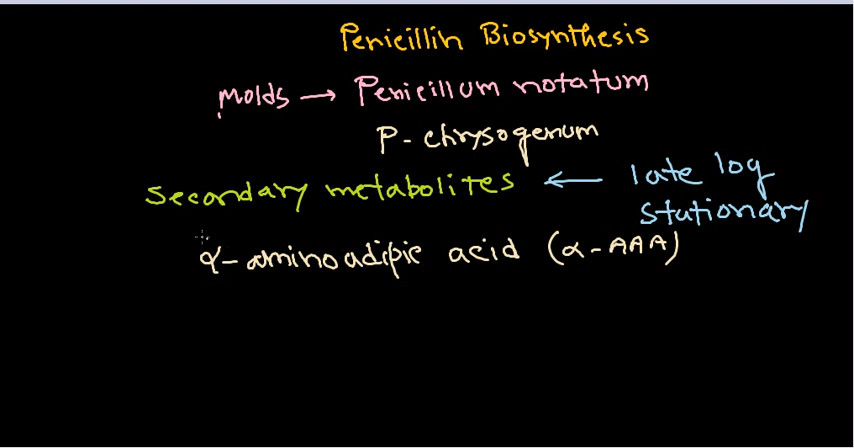 Penicillin Biosynthesis
Molds → Penicillum notatum
P- chrysogenum
Secondary metabolites ← late log
stationary
α-aminoadipic acid (α-AAA)